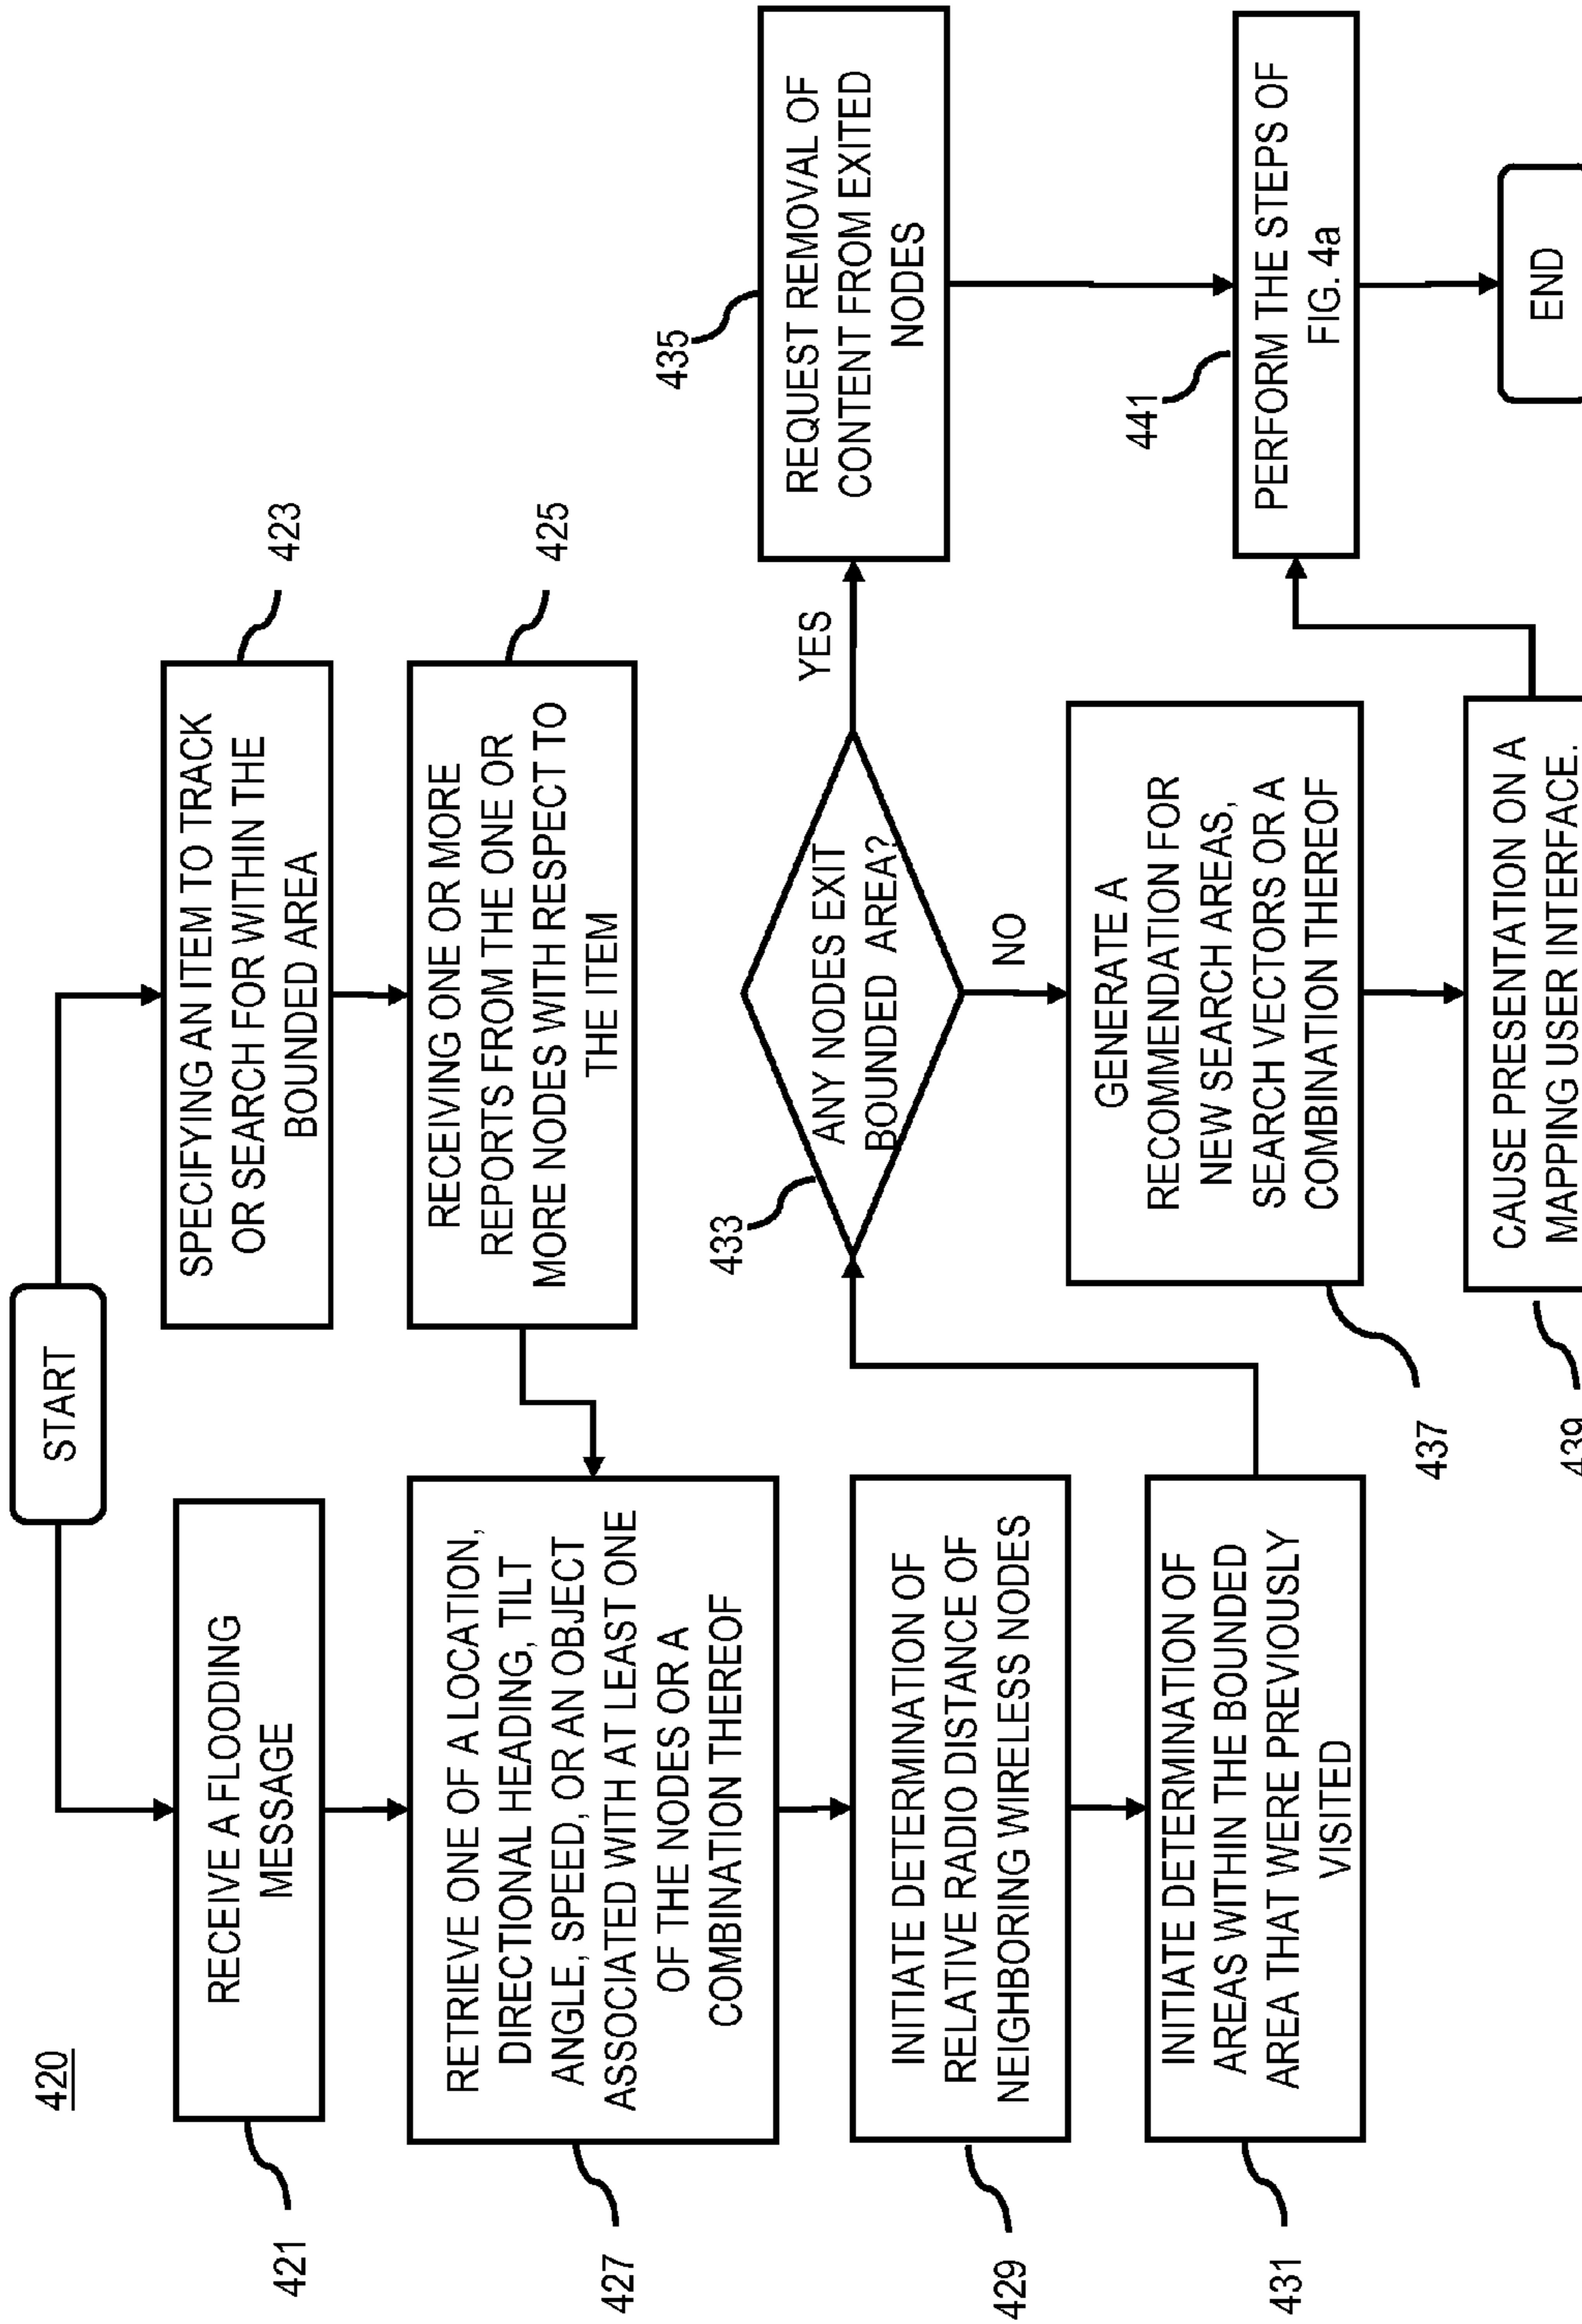 420
START
421
RECEIVE A FLOODING
MESSAGE
SPECIFYING AN ITEM TO TRACK
OR SEARCH FOR WITHIN THE
BOUNDED AREA
423
RECEIVING ONE OR MORE
REPORTS FROM THE ONE OR
MORE NODES WITH RESPECT TO
THE ITEM
425
427
RETRIEVE ONE OF A LOCATION,
DIRECTIONAL HEADING, TILT
ANGLE, SPEED, OR AN OBJECT
ASSOCIATED WITH AT LEAST ONE
OF THE NODES OR A
COMBINATION THEREOF
429
INITIATE DETERMINATION OF
RELATIVE RADIO DISTANCE OF
NEIGHBORING WIRELESS NODES
431
INITIATE DETERMINATION OF
AREAS WITHIN THE BOUNDED
AREA THAT WERE PREVIOUSLY
VISITED
433
ANY NODES EXIT
BOUNDED AREA?
YES
435
REQUEST REMOVAL OF
CONTENT FROM EXITED
NODES
NO
437
GENERATE A
RECOMMENDATION FOR
NEW SEARCH AREAS,
SEARCH VECTORS OR A
COMBINATION THEREOF
439
CAUSE PRESENTATION ON A
MAPPING USER INTERFACE.
441
PERFORM THE STEPS OF
FIG. 4a
END